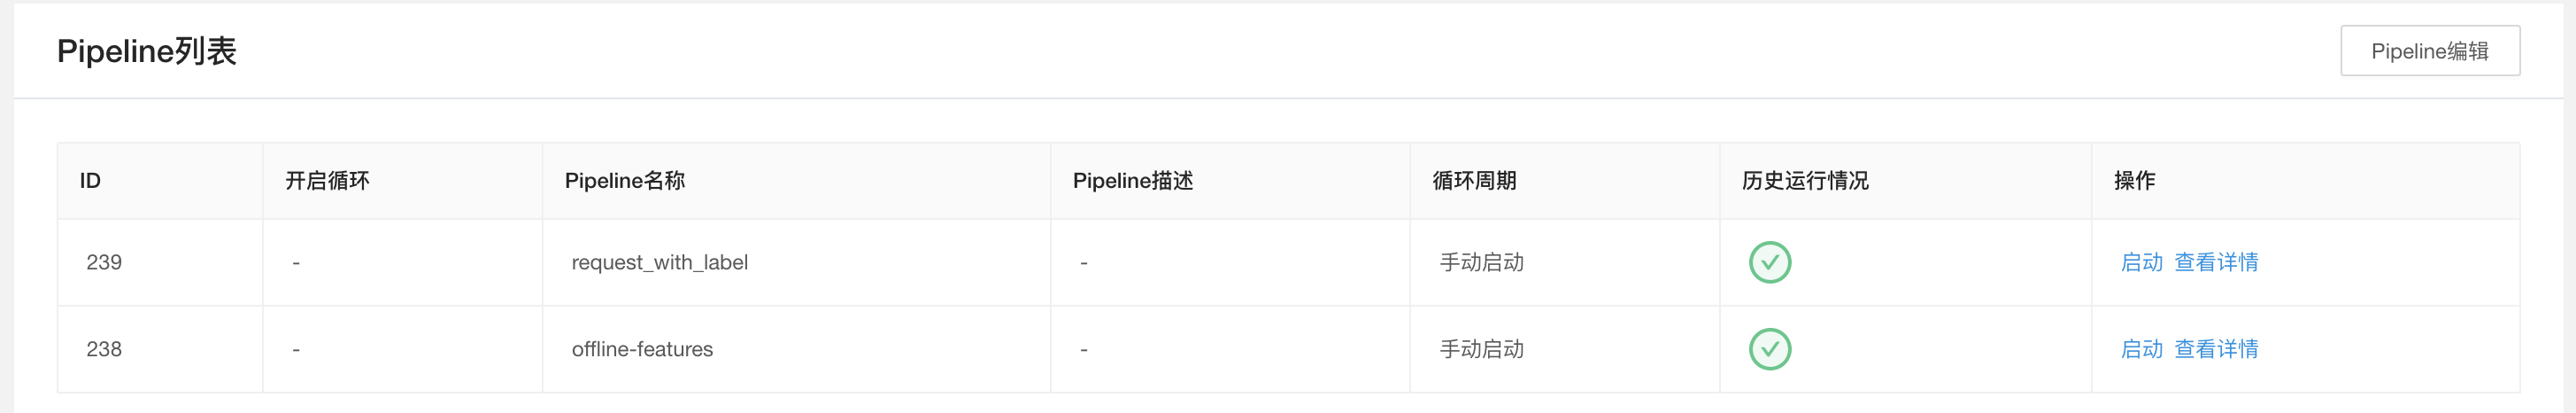 Pipeline列表
Pipeline编辑
ID 开启循环 Pipeline名称 Pipeline描述 循环周期 历史运行情况 操作
239 - request_with_label - 手动启动 启动 查看详情
238 - offline-features - 手动启动 启动 查看详情